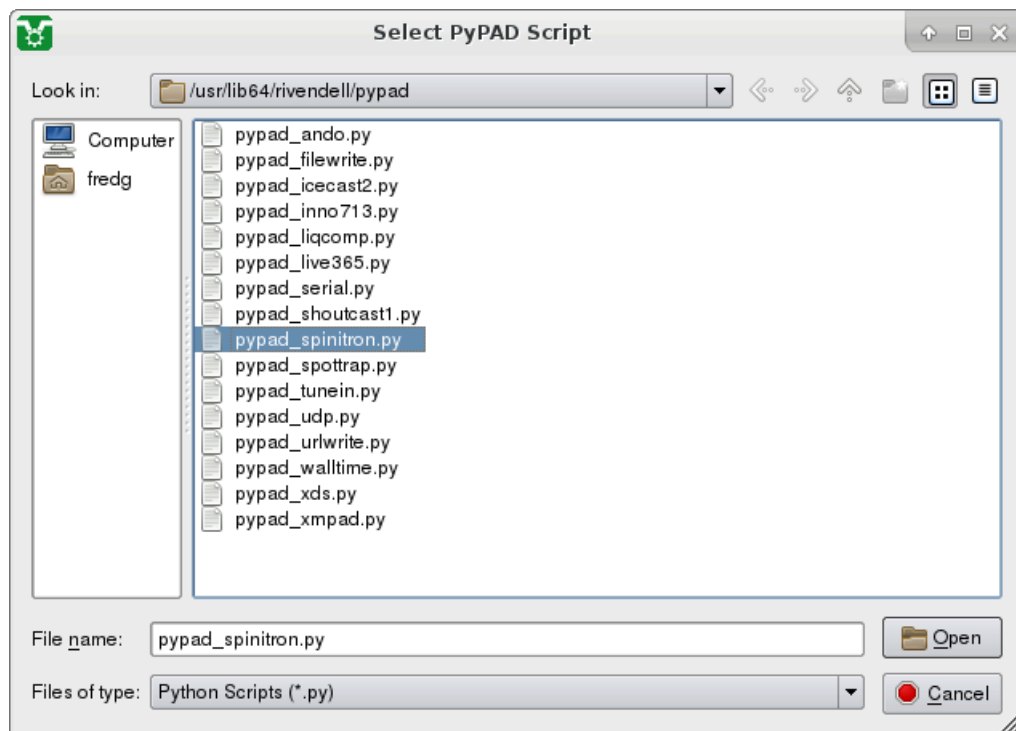 Select PyPAD Script
Look in: /usr/lib64/rivendell/pypad
Computer
fredg
pypad_ando.py
pypad_filewrite.py
pypad_icecast2.py
pypad_inno713.py
pypad_liqcomp.py
pypad_live365.py
pypad_serial.py
pypad_shoutcast1.py
pypad_spinitron.py
pypad_spottrap.py
pypad_tunein.py
pypad_udp.py
pypad_urlwrite.py
pypad_walltime.py
pypad_xds.py
pypad_xmpad.py
File name: pypad_spinitron.py Open
Files of type: Python Scripts (*.py) Cancel